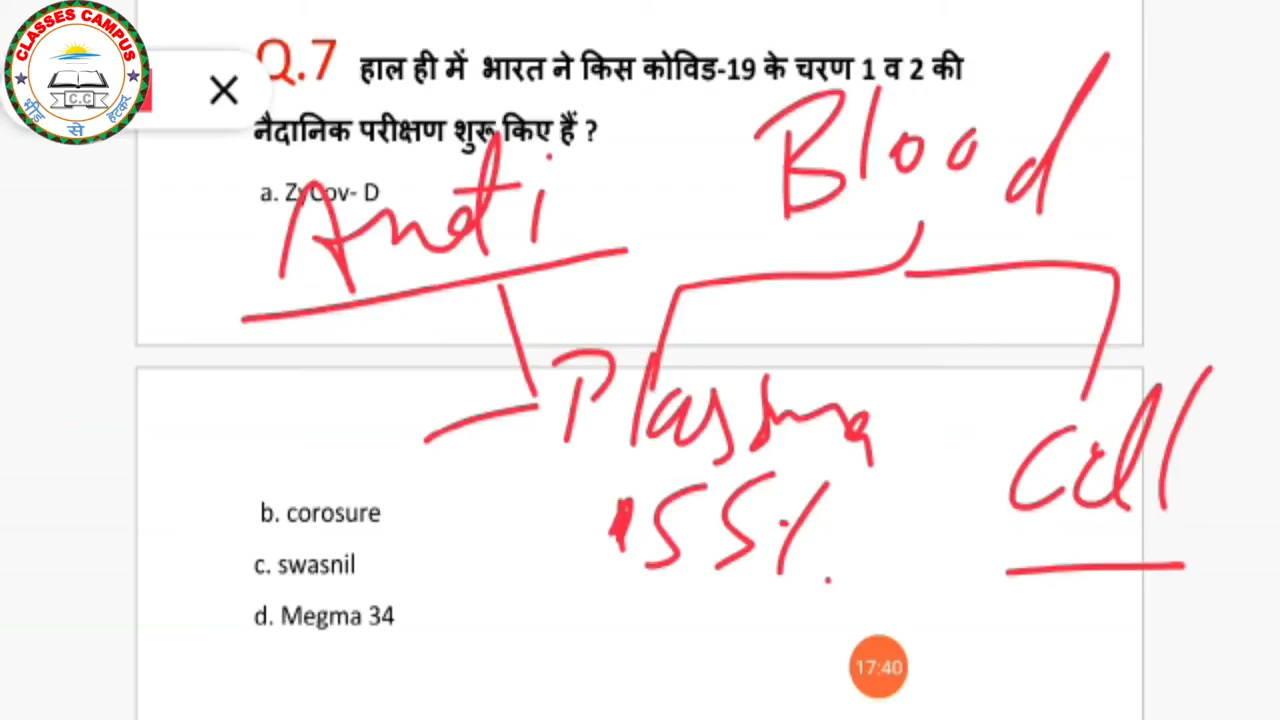 CLASSES CAMPUS
C.C
भीड़ से हटकर
Q.7 हाल ही में भारत ने किस कोविड-19 के चरण 1 व 2 की
नैदानिक परीक्षण शुरू किए हैं ?
a. ZyCov- D
Anti
Blood
Plasma
Cell
55%
b. corosure
c. swasnil
d. Megma 34
17:40